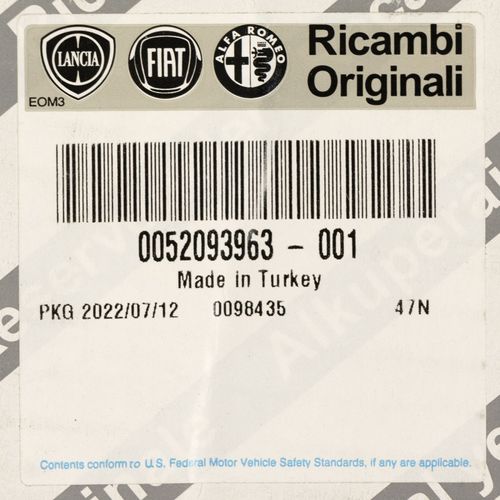 LANCIA
FIAT
ALFA ROMEO
Ricambi
Originali
EOM3
0052093963 - 001
Made in Turkey
PKG 2022/07/12 0098435 47N
Contents conform to U.S. Federal Motor Vehicle Safety Standards, if any are applicable.